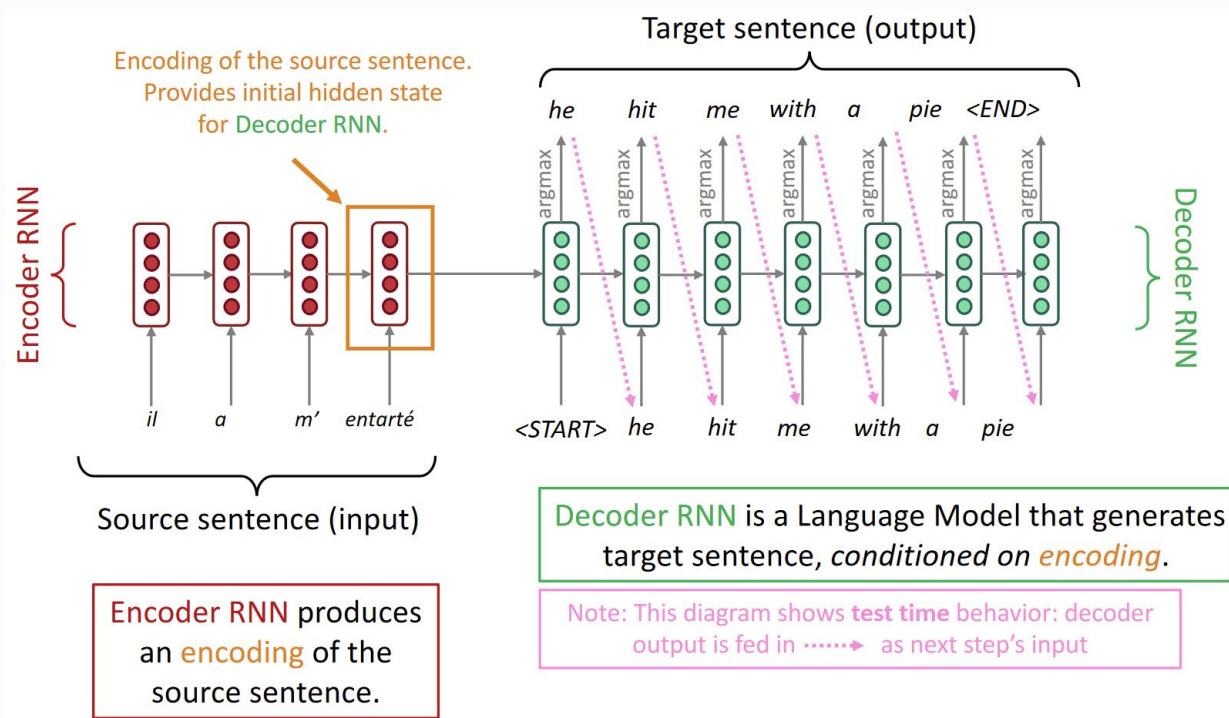 Target sentence (output)
Encoding of the source sentence.
Provides initial hidden state
for Decoder RNN.
he hit me with a pie <END>
argmax argmax argmax argmax argmax argmax argmax
Encoder RNN
Decoder RNN
il a m’ entarté
<START> he hit me with a pie
Source sentence (input)
Decoder RNN is a Language Model that generates
target sentence, conditioned on encoding.
Encoder RNN produces
an encoding of the
source sentence.
Note: This diagram shows test time behavior: decoder
output is fed in as next step’s input